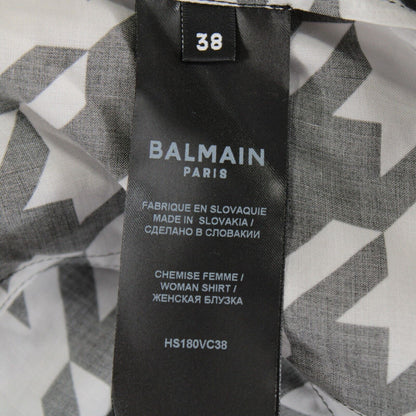 38
BALMAIN
PARIS
FABRIQUE EN SLOVAQUIE
MADE IN SLOVAKIA /
СДЕЛАНО В СЛОВАКИИ
CHEMISE FEMME /
WOMAN SHIRT /
ЖЕНСКАЯ БЛУЗКА
HS180VC38